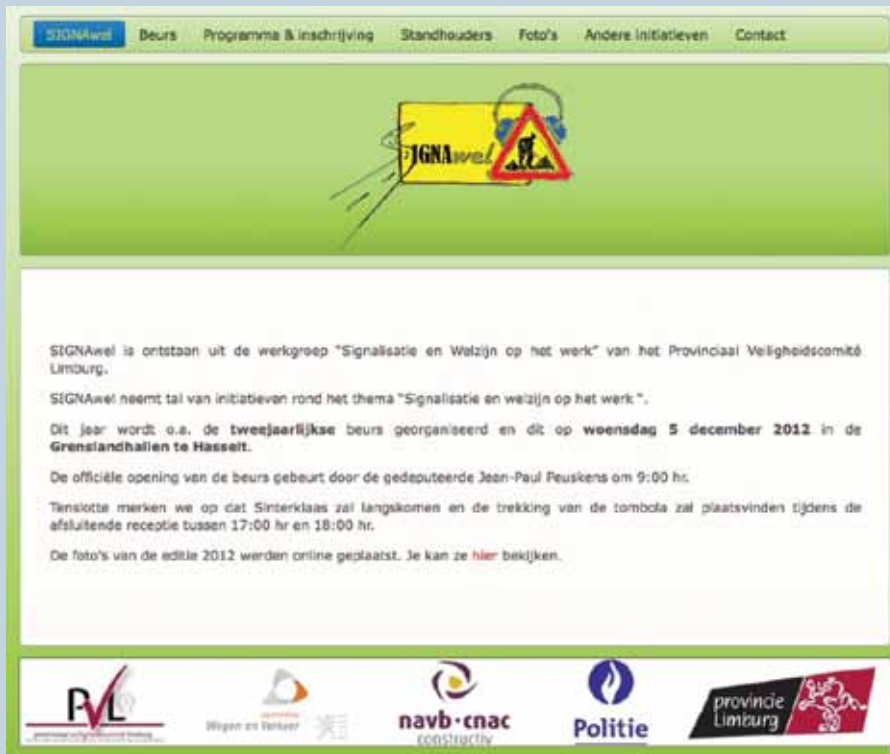 SIGNAwel Beurs Programma & inschrijving Standhouders Foto's Andere initiatieven Contact
SIGNAwel
SIGNAwel is ontstaan uit de werkgroep "Signalisatie en Welzijn op het werk" van het Provinciaal Veiligheidscomité
Limburg.
SIGNAwel neemt tal van initiatieven rond het thema "Signalisatie en welzijn op het werk ".
Dit jaar wordt o.a. de tweejaarlijkse beurs georganiseerd en dit op woensdag 5 december 2012 in de
Grenslandhallen te Hasselt.
De officiële opening van de beurs gebeurt door de gedeputeerde Jean-Paul Peuskens om 9:00 hr.
Tenslotte merken we op dat Sinterklaas zal langskomen en de trekking van de tombola zal plaatsvinden tijdens de
afsluitende receptie tussen 17:00 hr en 18:00 hr.
De foto's van de editie 2012 werden online geplaatst. Je kan ze hier bekijken.
PVL
provinciaal veiligheidscomité limburg
Wegen en Verkeer
navb·cnac
constructiv
Politie
provincie
Limburg